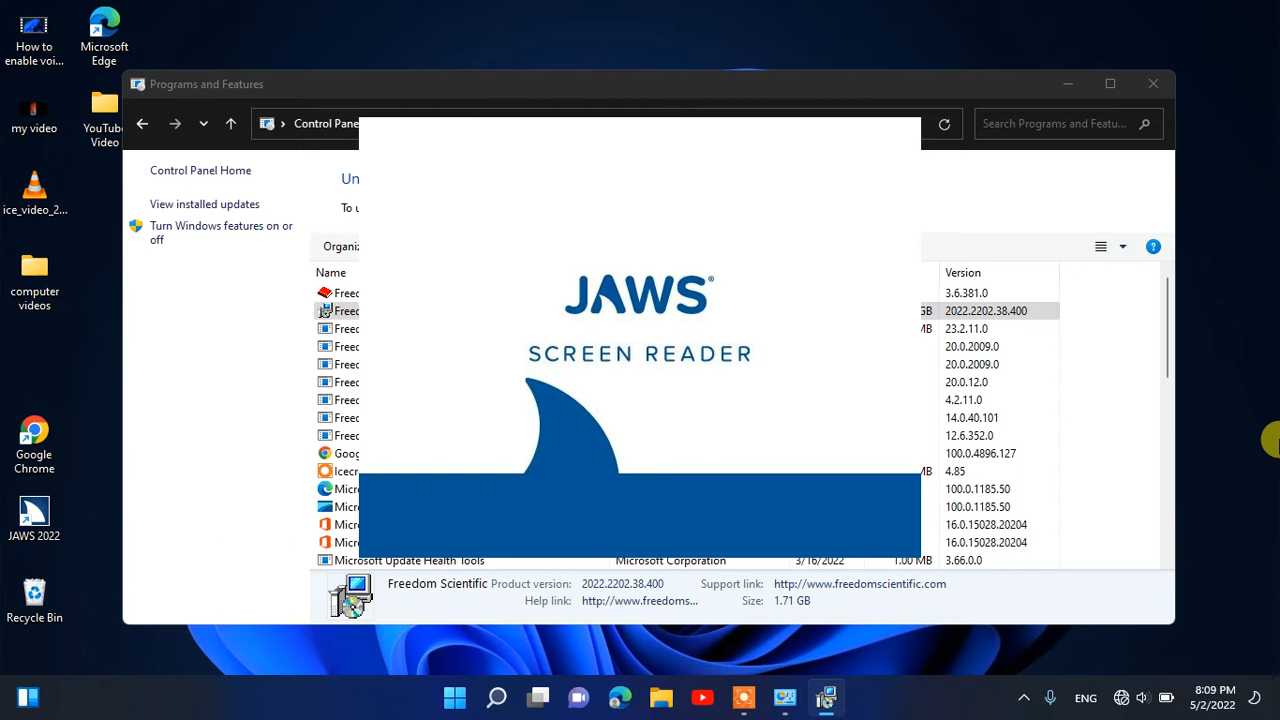 How to
enable voi...
Microsoft
Edge
my video
YouTu
Video
ice_video_2...
computer
videos
Google
Chrome
JAWS 2022
Recycle Bin
Programs and Features
Control Pane
Search Programs and Featu...
Control Panel Home
View installed updates
Turn Windows features on or
off
Un
To u
Organiz
Name
Version
Freed
3.6.381.0
Freed
GB
2022.2202.38.400
Freed
MB
23.2.11.0
Freed
20.0.2009.0
Freed
20.0.2009.0
Freed
20.0.12.0
Freed
4.2.11.0
Freed
14.0.40.101
Freed
12.6.352.0
Goog
100.0.4896.127
Icecr
MB
4.85
Micro
100.0.1185.50
Micro
100.0.1185.50
Micro
16.0.15028.20204
Micro
16.0.15028.20204
Microsoft Update Health Tools
Microsoft Corporation
3/16/2022
1.00 MB
3.66.0.0
JAWS®
SCREEN READER
Freedom Scientific
Product version: 2022.2202.38.400
Support link: http://www.freedomscientific.com
Help link: http://www.freedoms...
Size: 1.71 GB
ENG
8:09 PM
5/2/2022